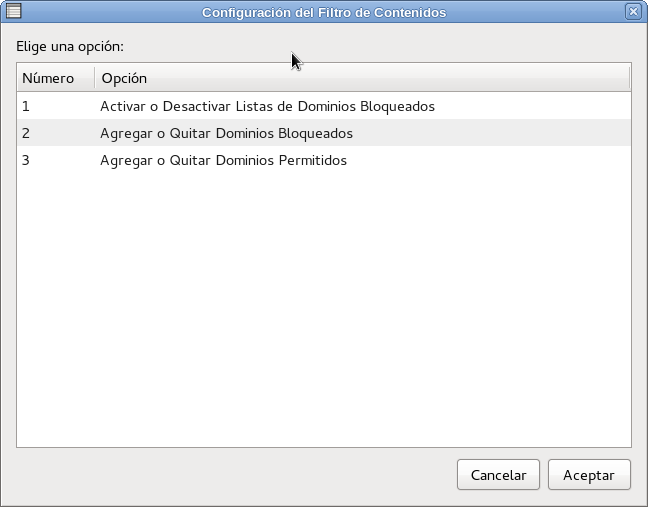 Configuración del Filtro de Contenidos
Elige una opción:
Número Opción
1 Activar o Desactivar Listas de Dominios Bloqueados
2 Agregar o Quitar Dominios Bloqueados
3 Agregar o Quitar Dominios Permitidos
Cancelar Aceptar